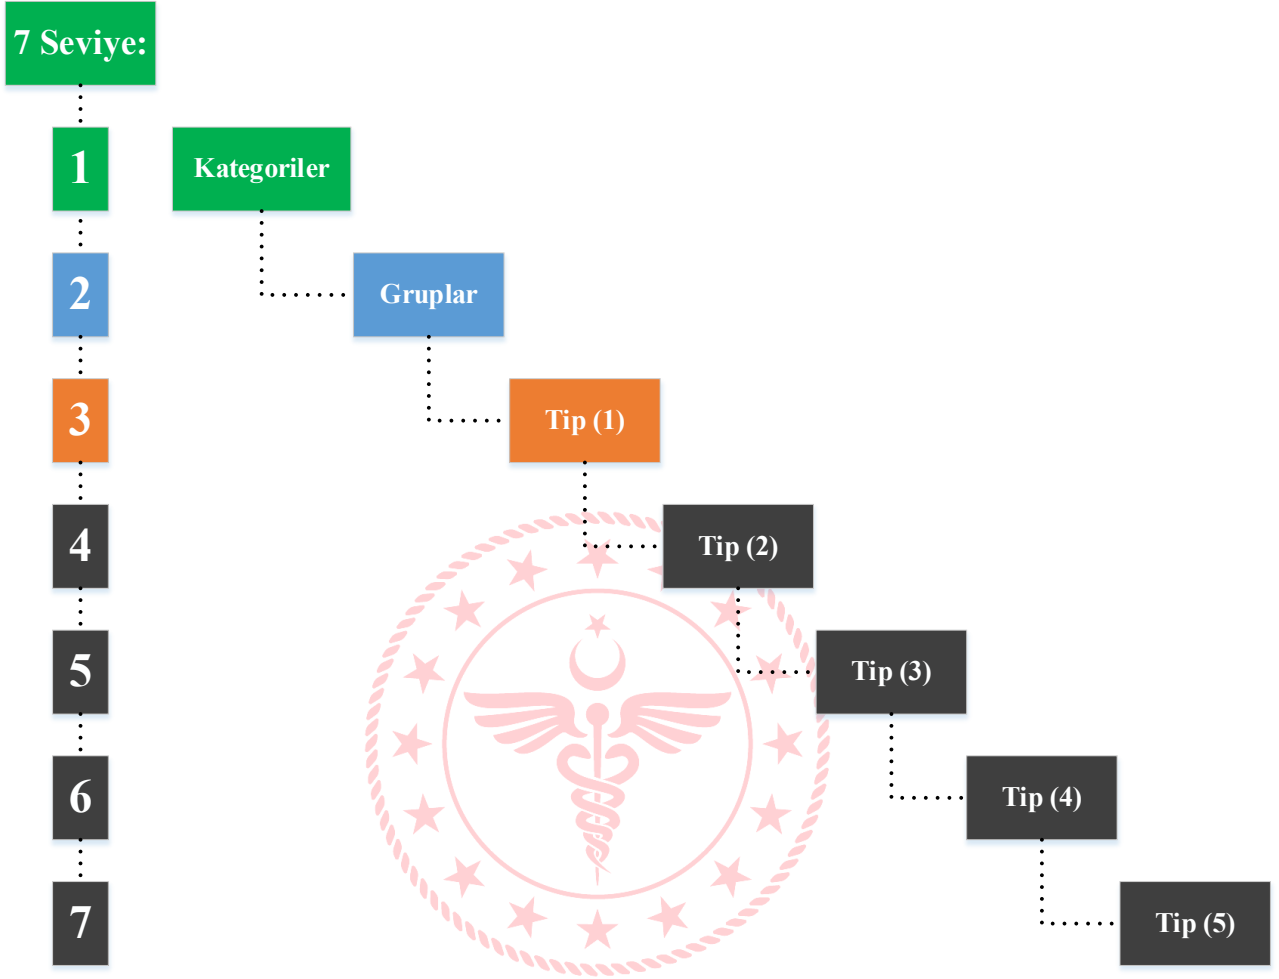 7 Seviye:
1
Kategoriler
2
Gruplar
3
Tip (1)
4
Tip (2)
5
Tip (3)
6
Tip (4)
7
Tip (5)